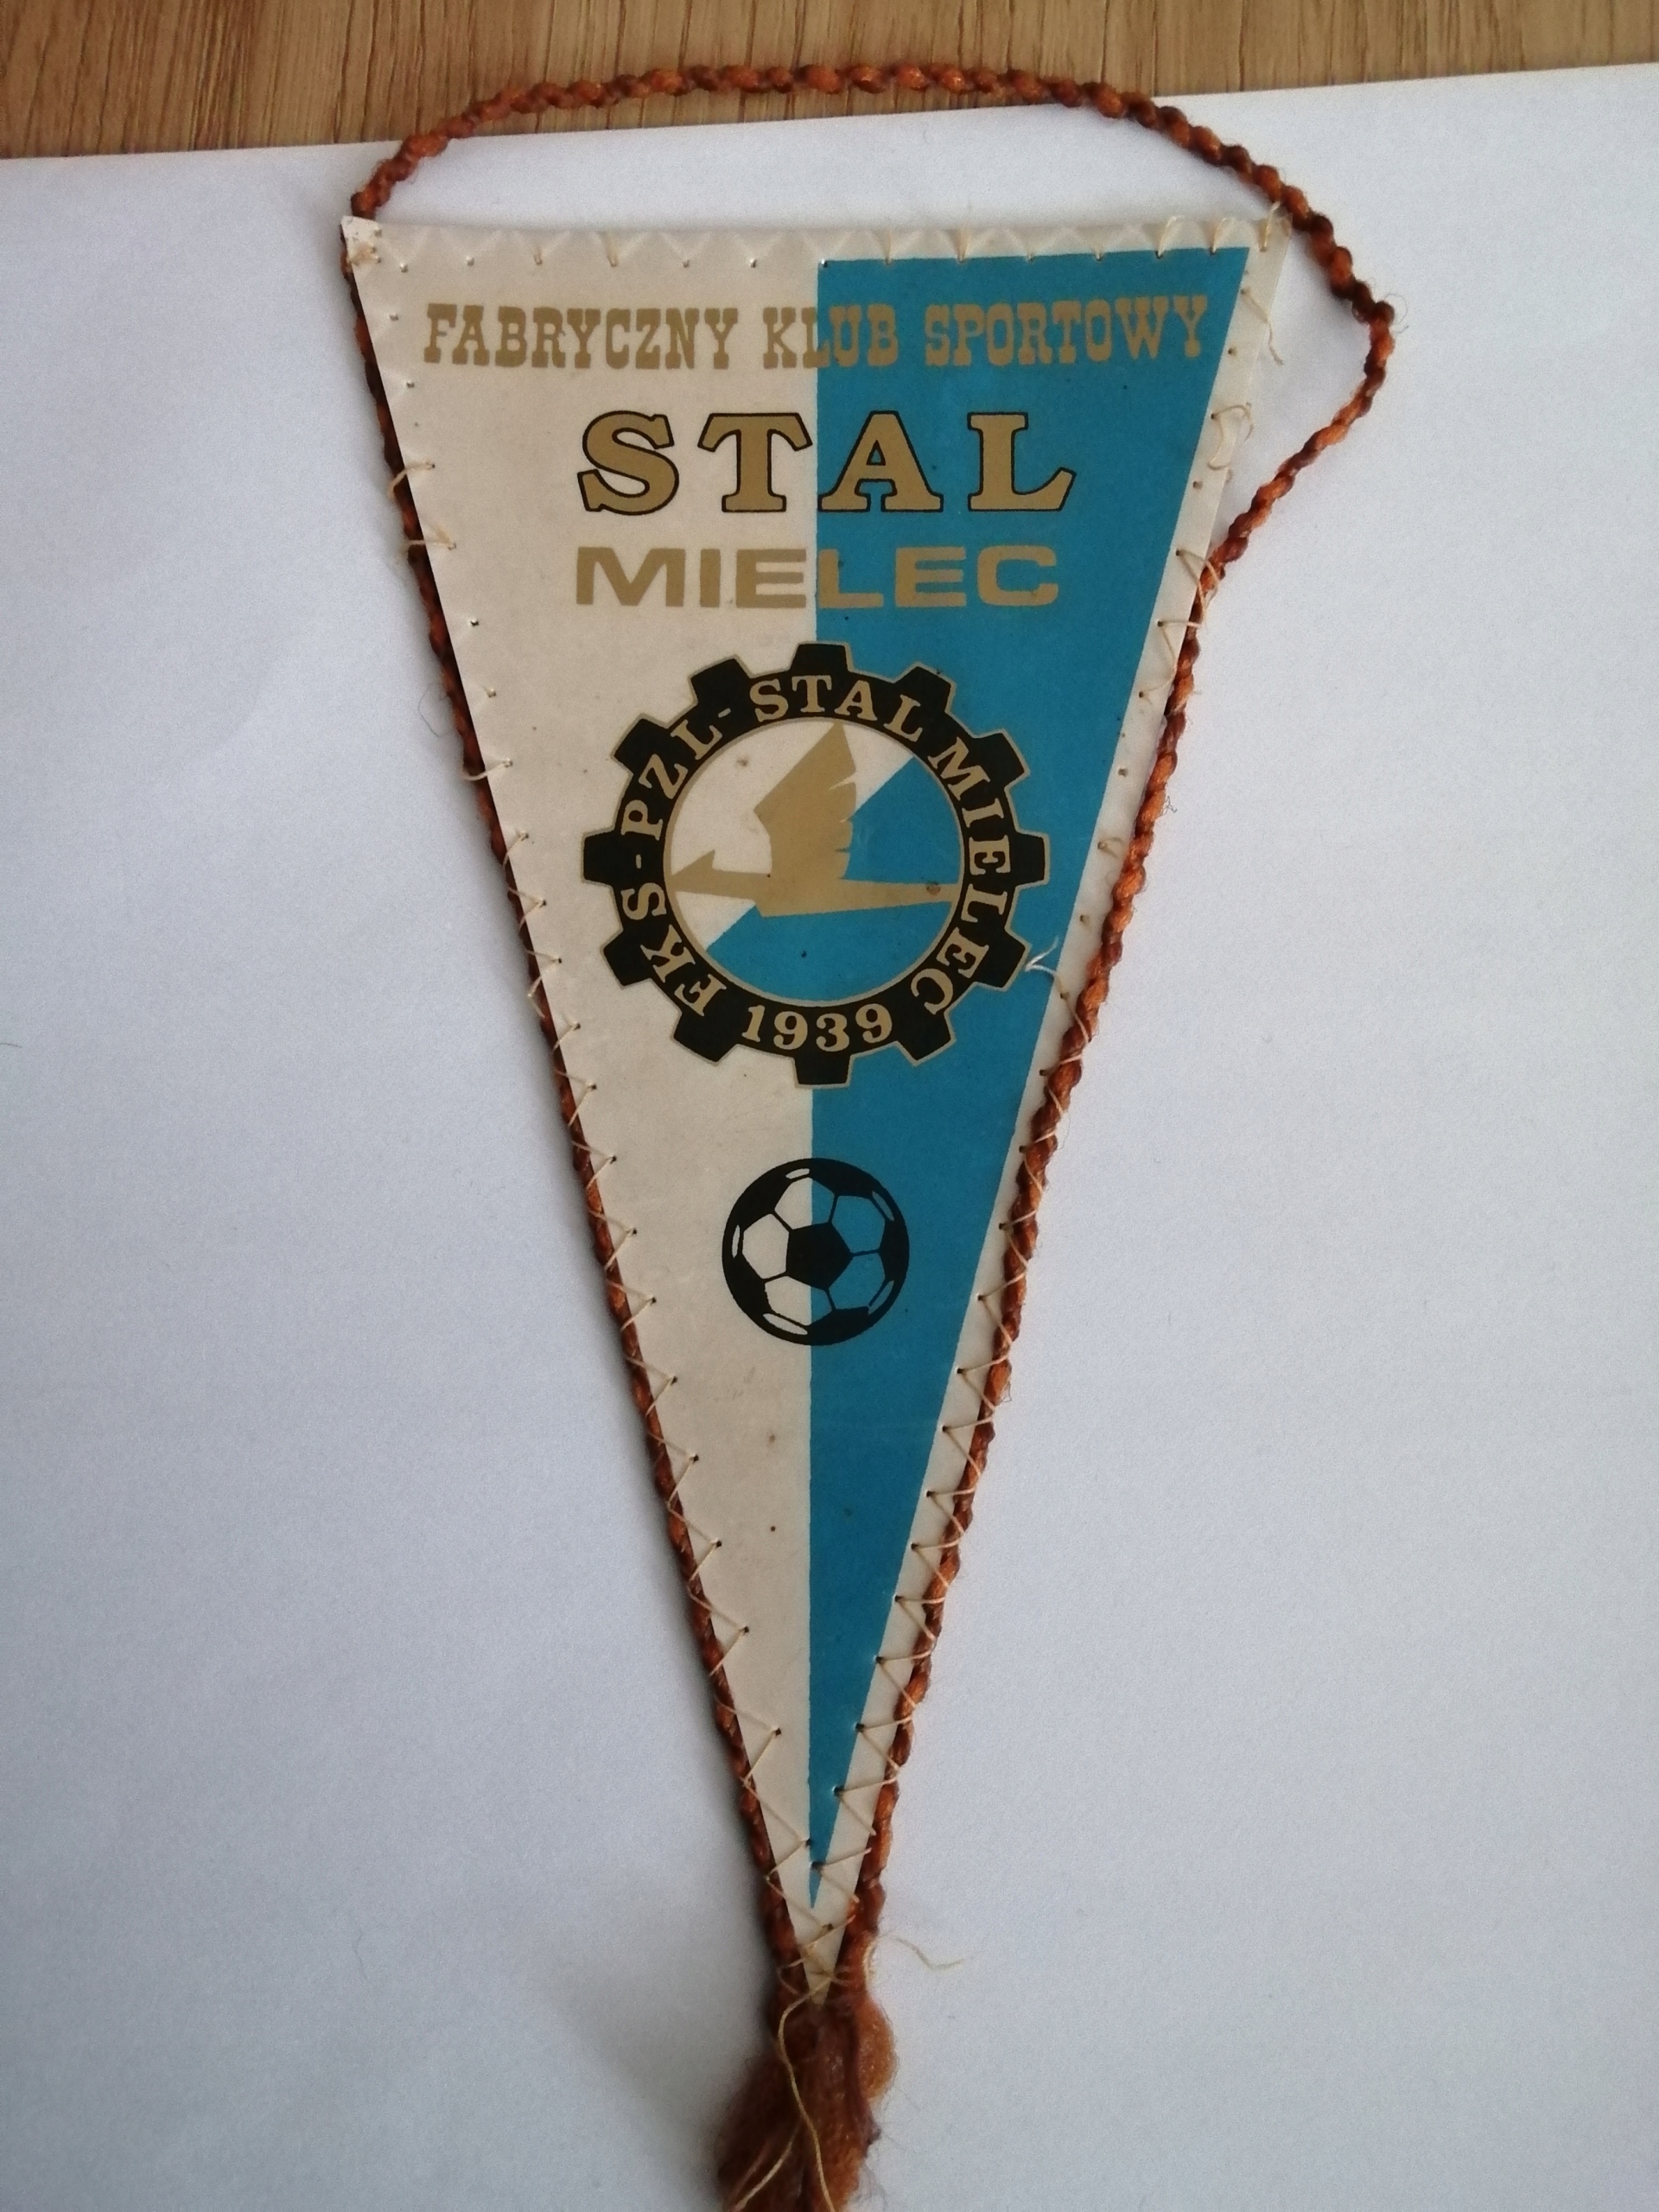 FABRYCZNY KLUB SPORTOWY
STAL
MIELEC
FKS-PZL-STAL MIELEC
1939